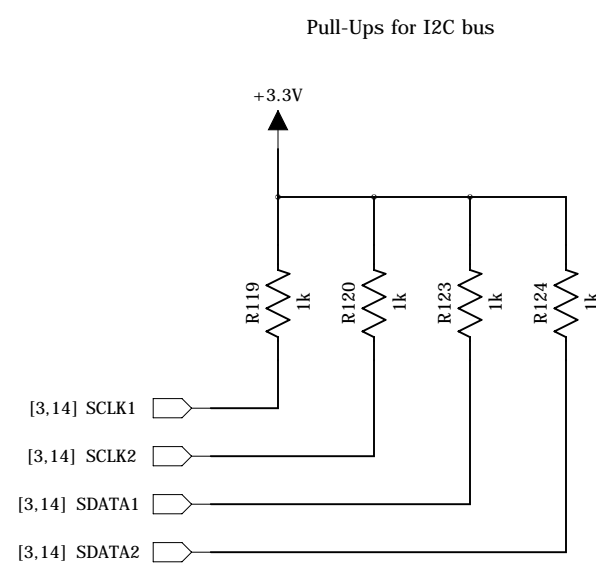 Pull-Ups for I2C bus
+3.3V
R119
1k
R120
1k
R123
1k
R124
1k
[3,14] SCLK1
[3,14] SCLK2
[3,14] SDATA1
[3,14] SDATA2